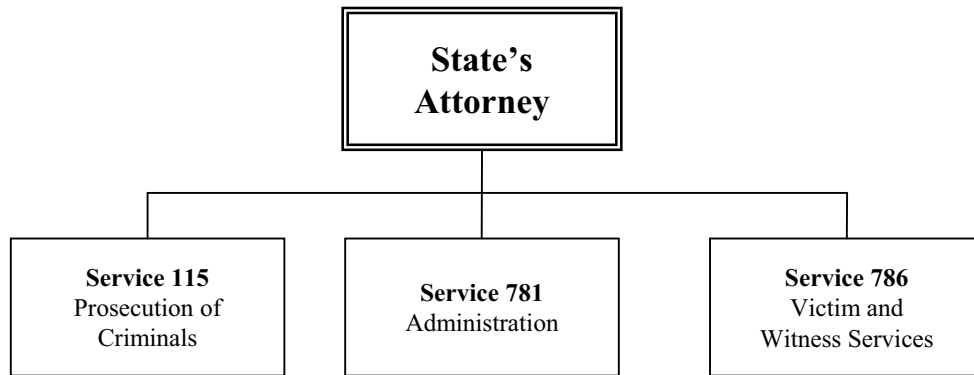 State’s
Attorney
Service 115
Prosecution of
Criminals
Service 781
Administration
Service 786
Victim and
Witness Services